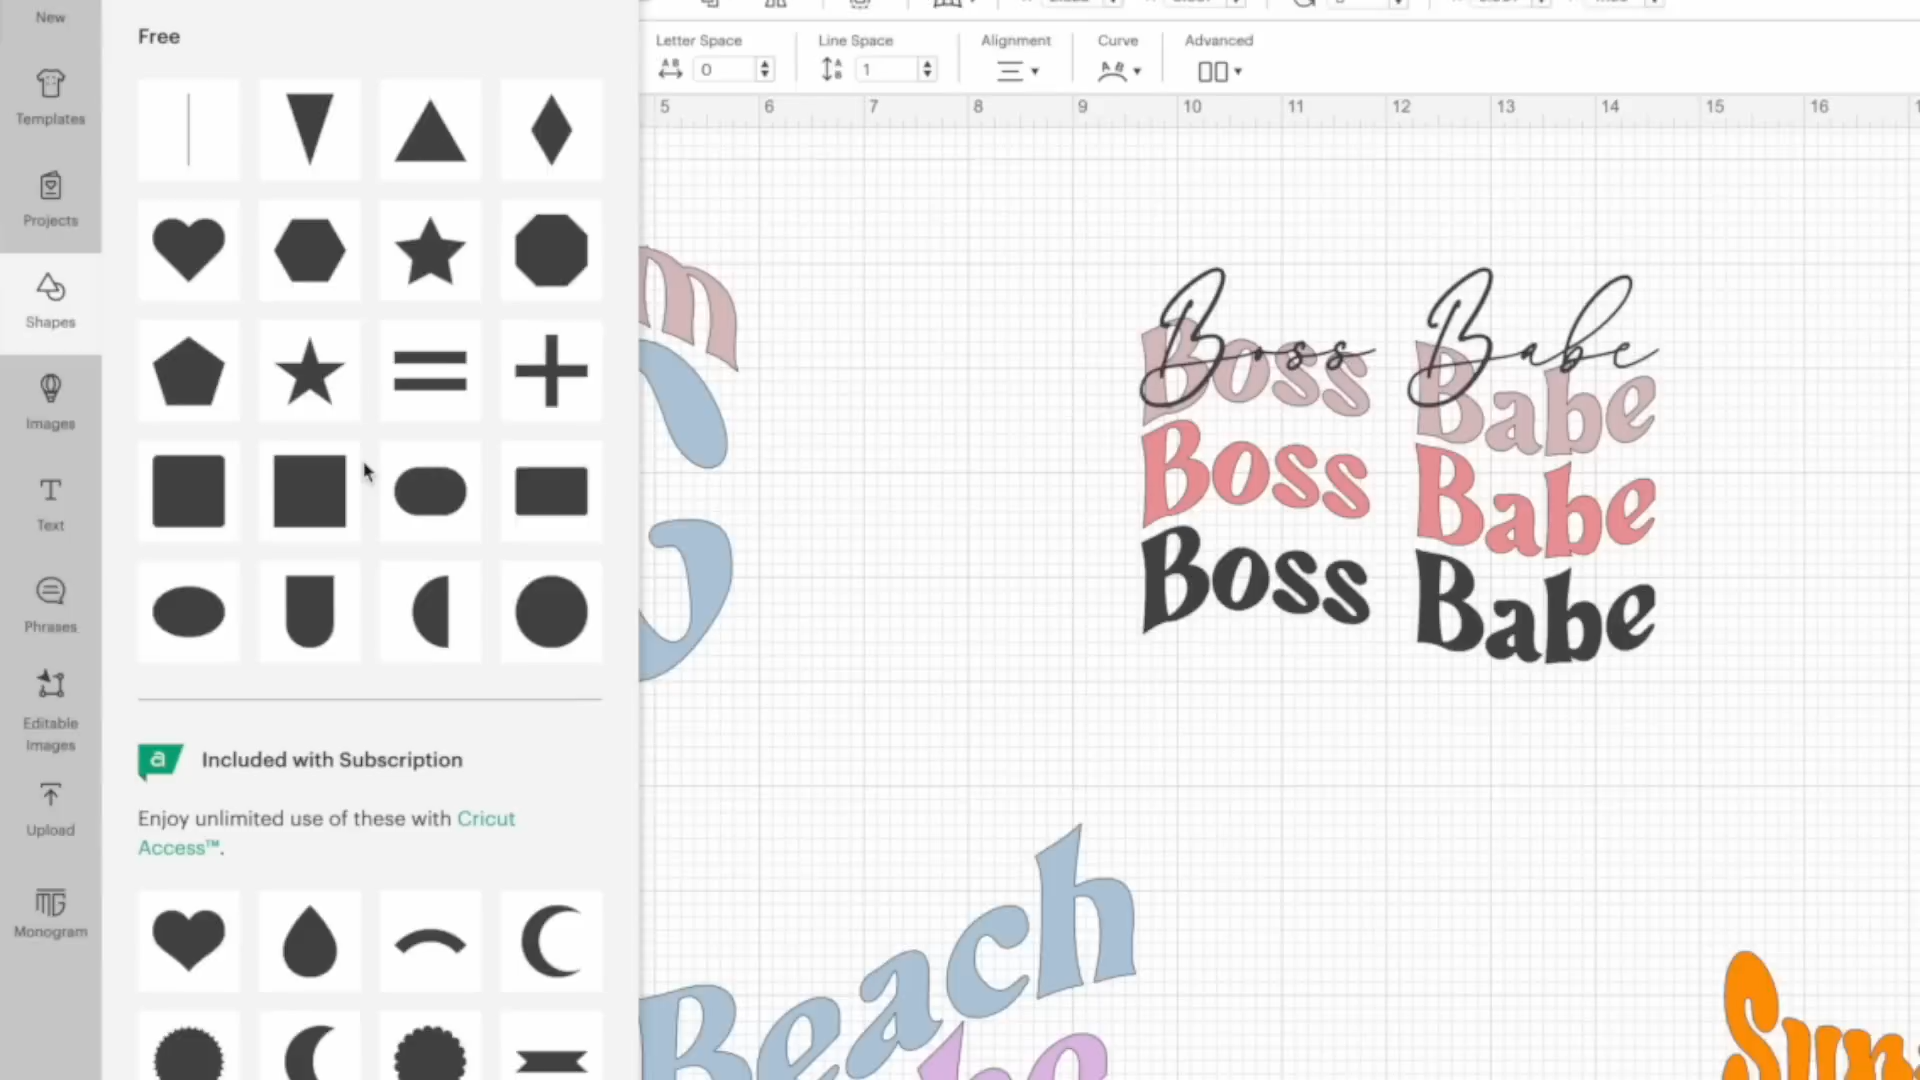 New
Templates
Projects
Shapes
Images
Text
Phrases
Editable
Images
Upload
Monogram
Free
a Included with Subscription
Enjoy unlimited use of these with Cricut
Access™.
Letter Space
0
Line Space
1
Alignment
Curve
Advanced
5 6 7 8 9 10 11 12 13 14 15 16
m
Boss Babe
Boss Babe
Boss Babe
Boss Babe
Beach